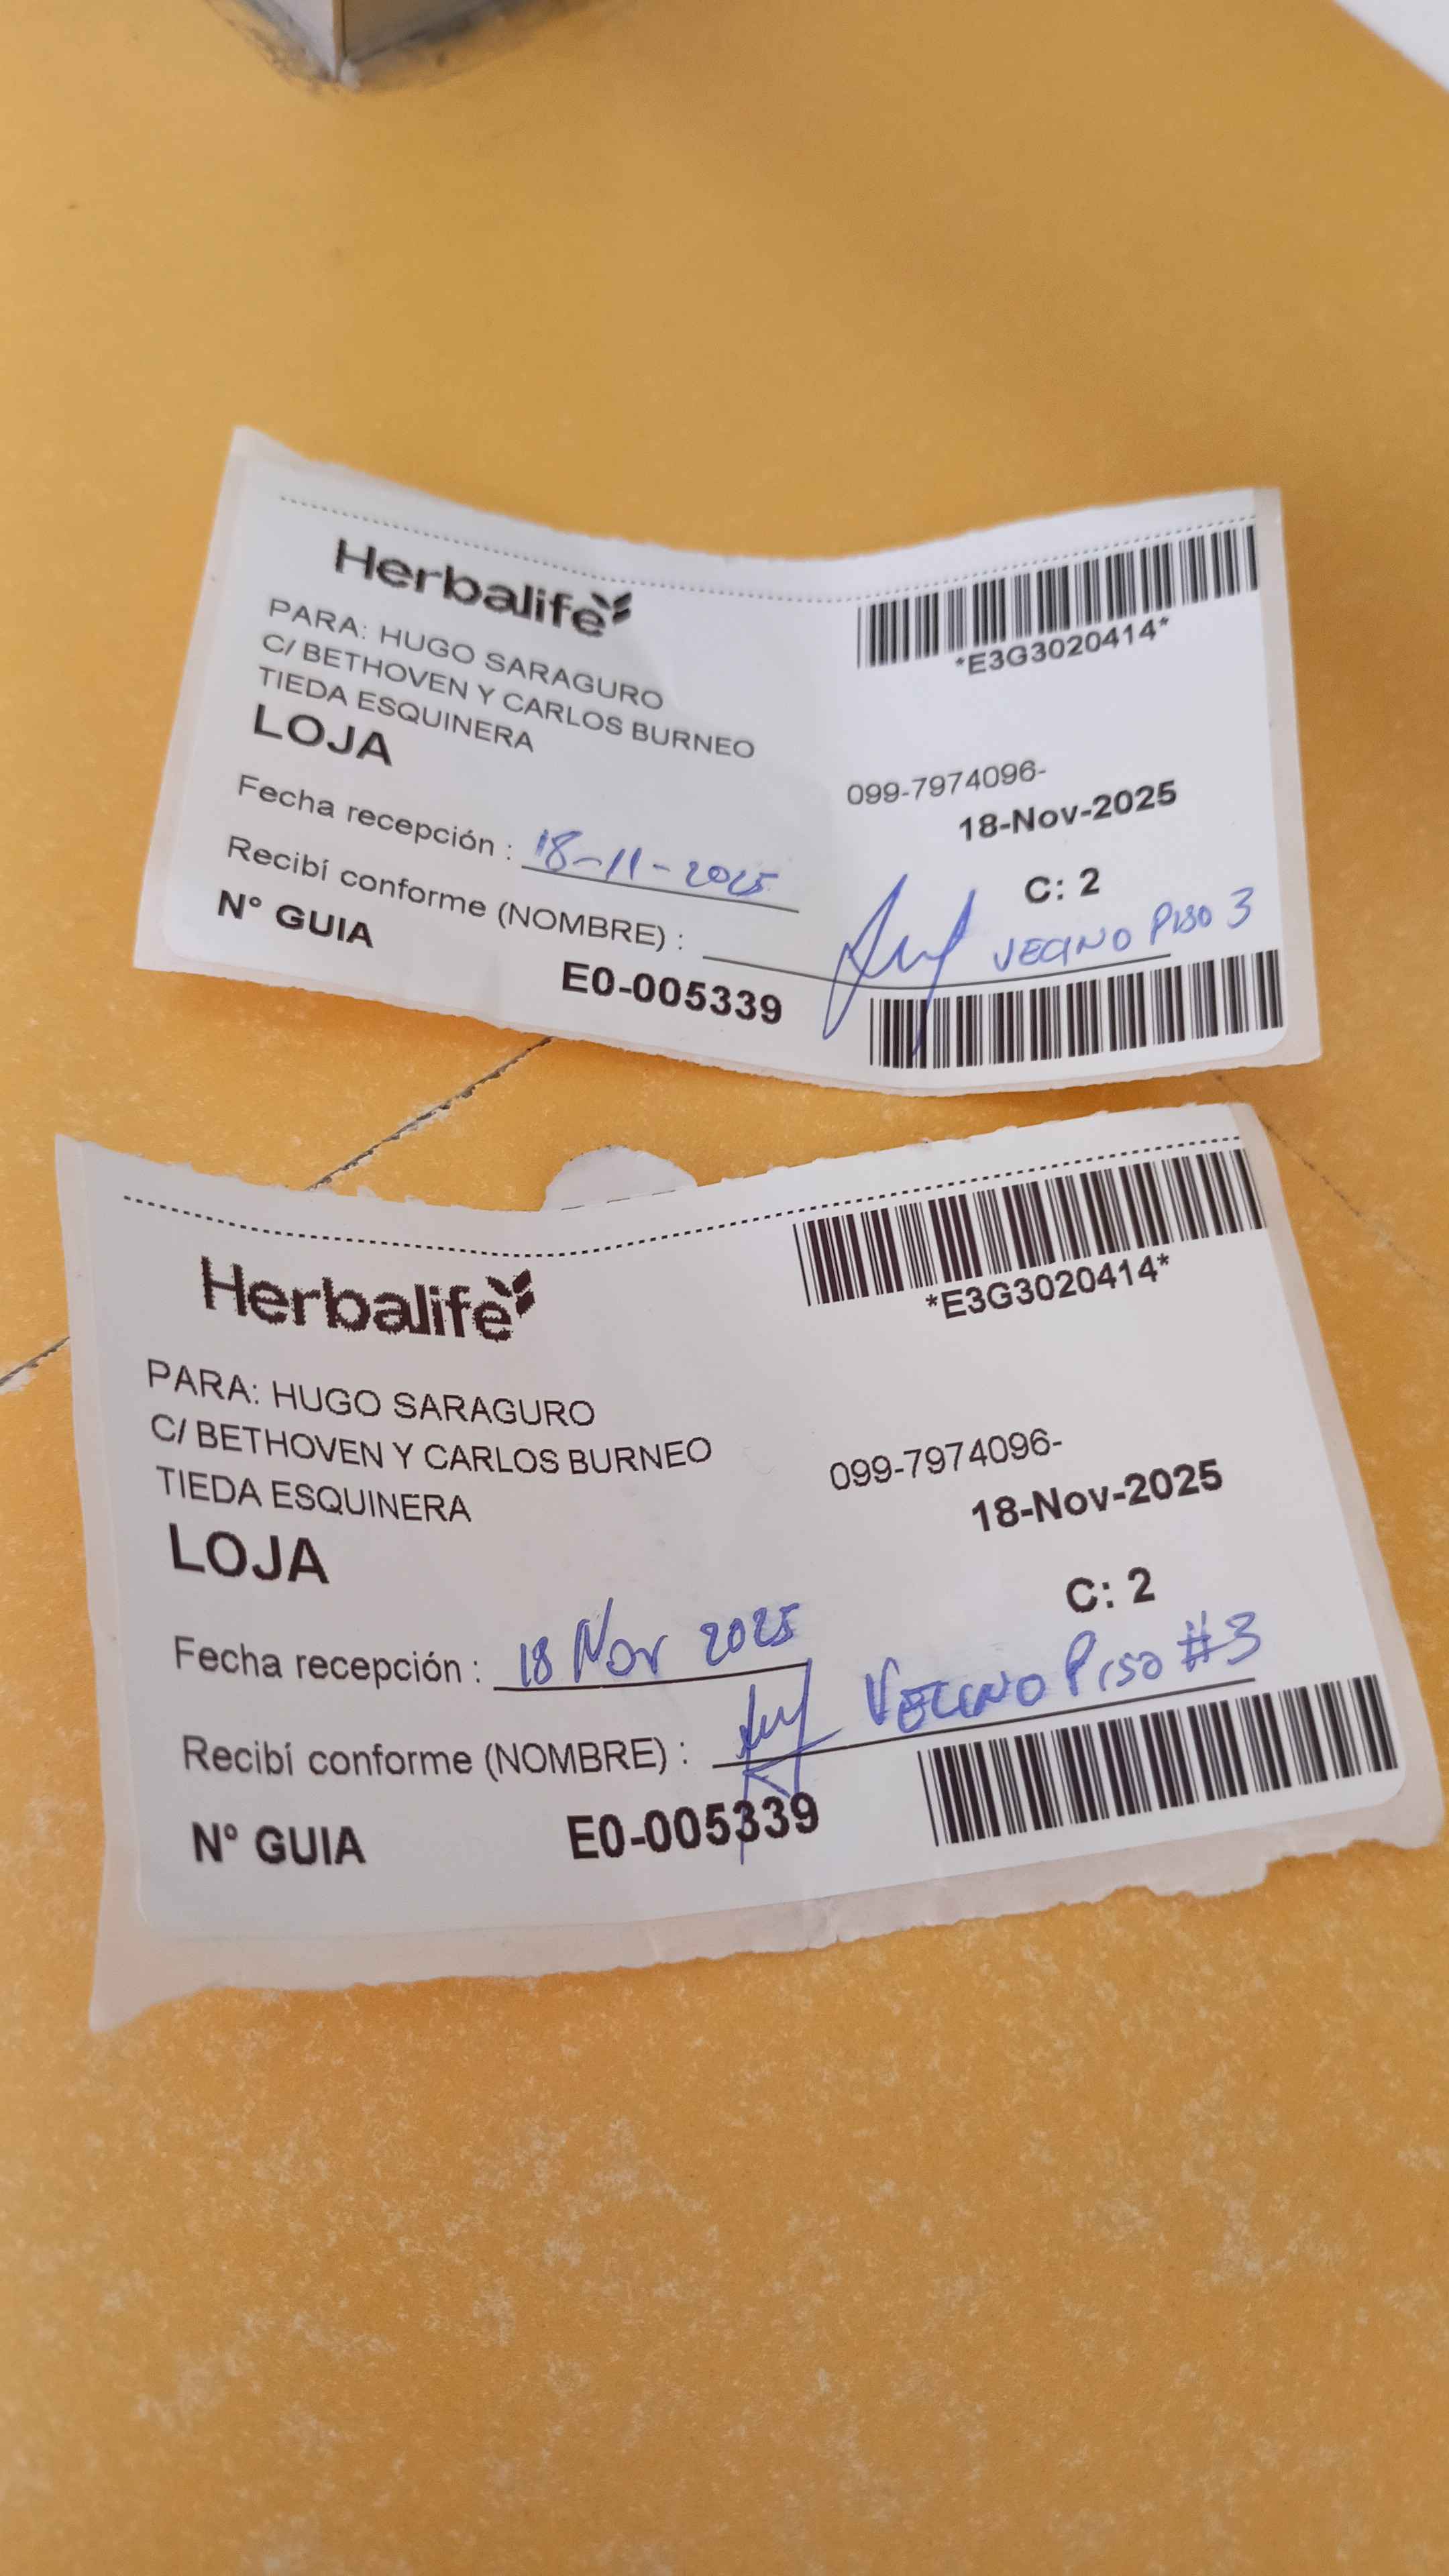 Herbalife
*E3G3020414*
PARA: HUGO SARAGURO
C/ BETHOVEN Y CARLOS BURNEO
TIEDA ESQUINERA
LOJA
099-7974096-
18-Nov-2025
C: 2
Fecha recepción : 18-11-2025
Recibí conforme (NOMBRE) : VECINO PISO 3
N° GUIA E0-005339
Herbalife
*E3G3020414*
PARA: HUGO SARAGURO
C/ BETHOVEN Y CARLOS BURNEO
TIEDA ESQUINERA
LOJA
099-7974096-
18-Nov-2025
C: 2
Fecha recepción : 18 Nov 2025
Recibí conforme (NOMBRE) : VECINO PISO #3
N° GUIA E0-005339